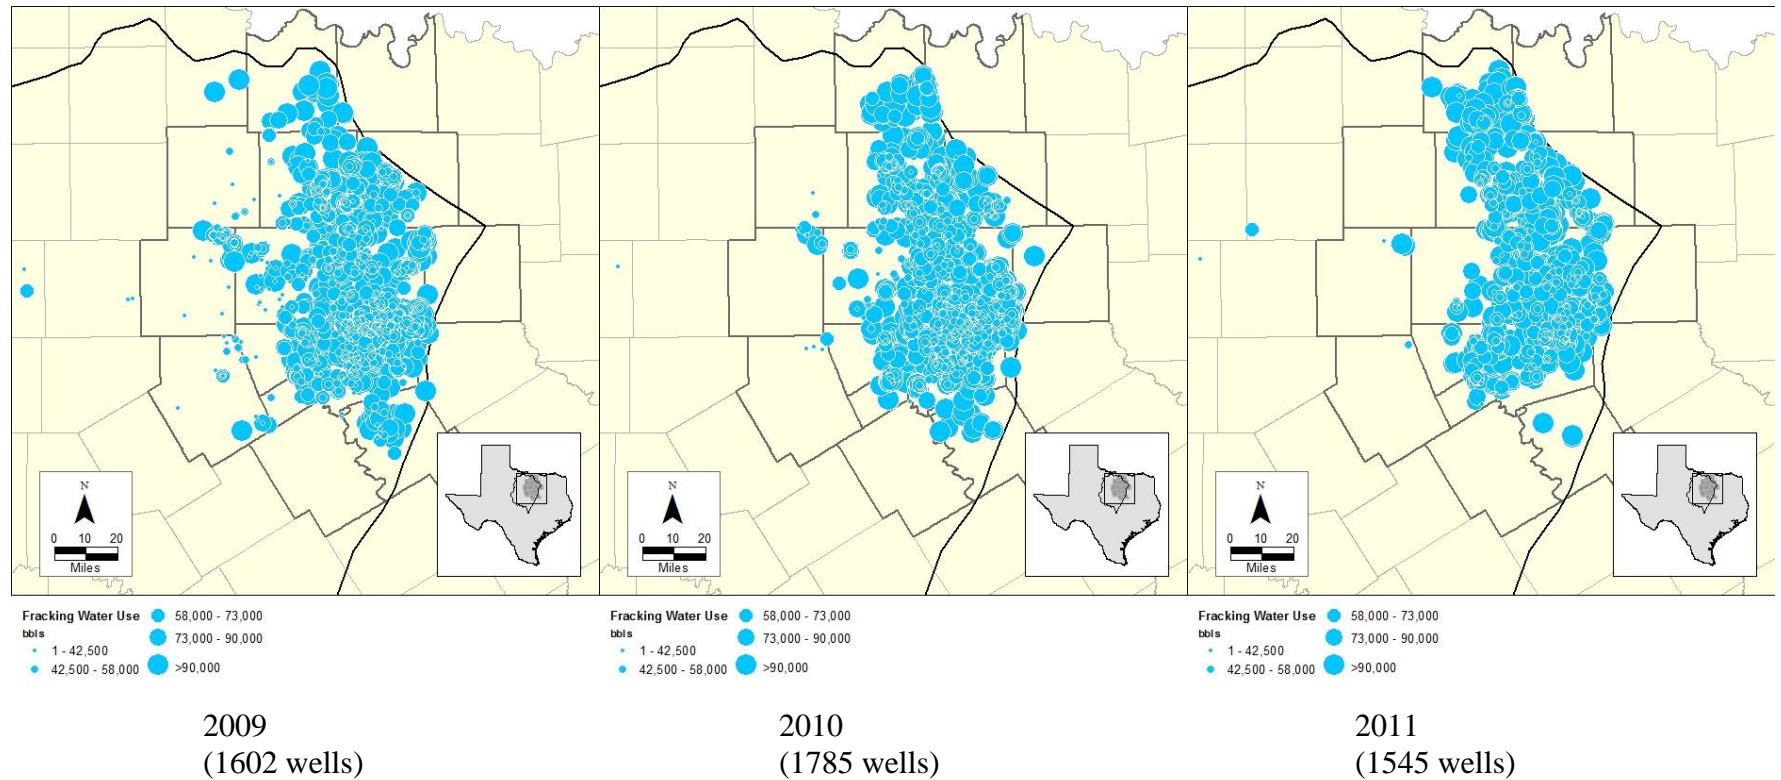 N
0 10 20
Miles
N
0 10 20
Miles
N
0 10 20
Miles
Fracking Water Use
bbls
1 - 42,500
42,500 - 58,000
58,000 - 73,000
73,000 - 90,000
>90,000
Fracking Water Use
bbls
1 - 42,500
42,500 - 58,000
58,000 - 73,000
73,000 - 90,000
>90,000
Fracking Water Use
bbls
1 - 42,500
42,500 - 58,000
58,000 - 73,000
73,000 - 90,000
>90,000
2009
(1602 wells)
2010
(1785 wells)
2011
(1545 wells)